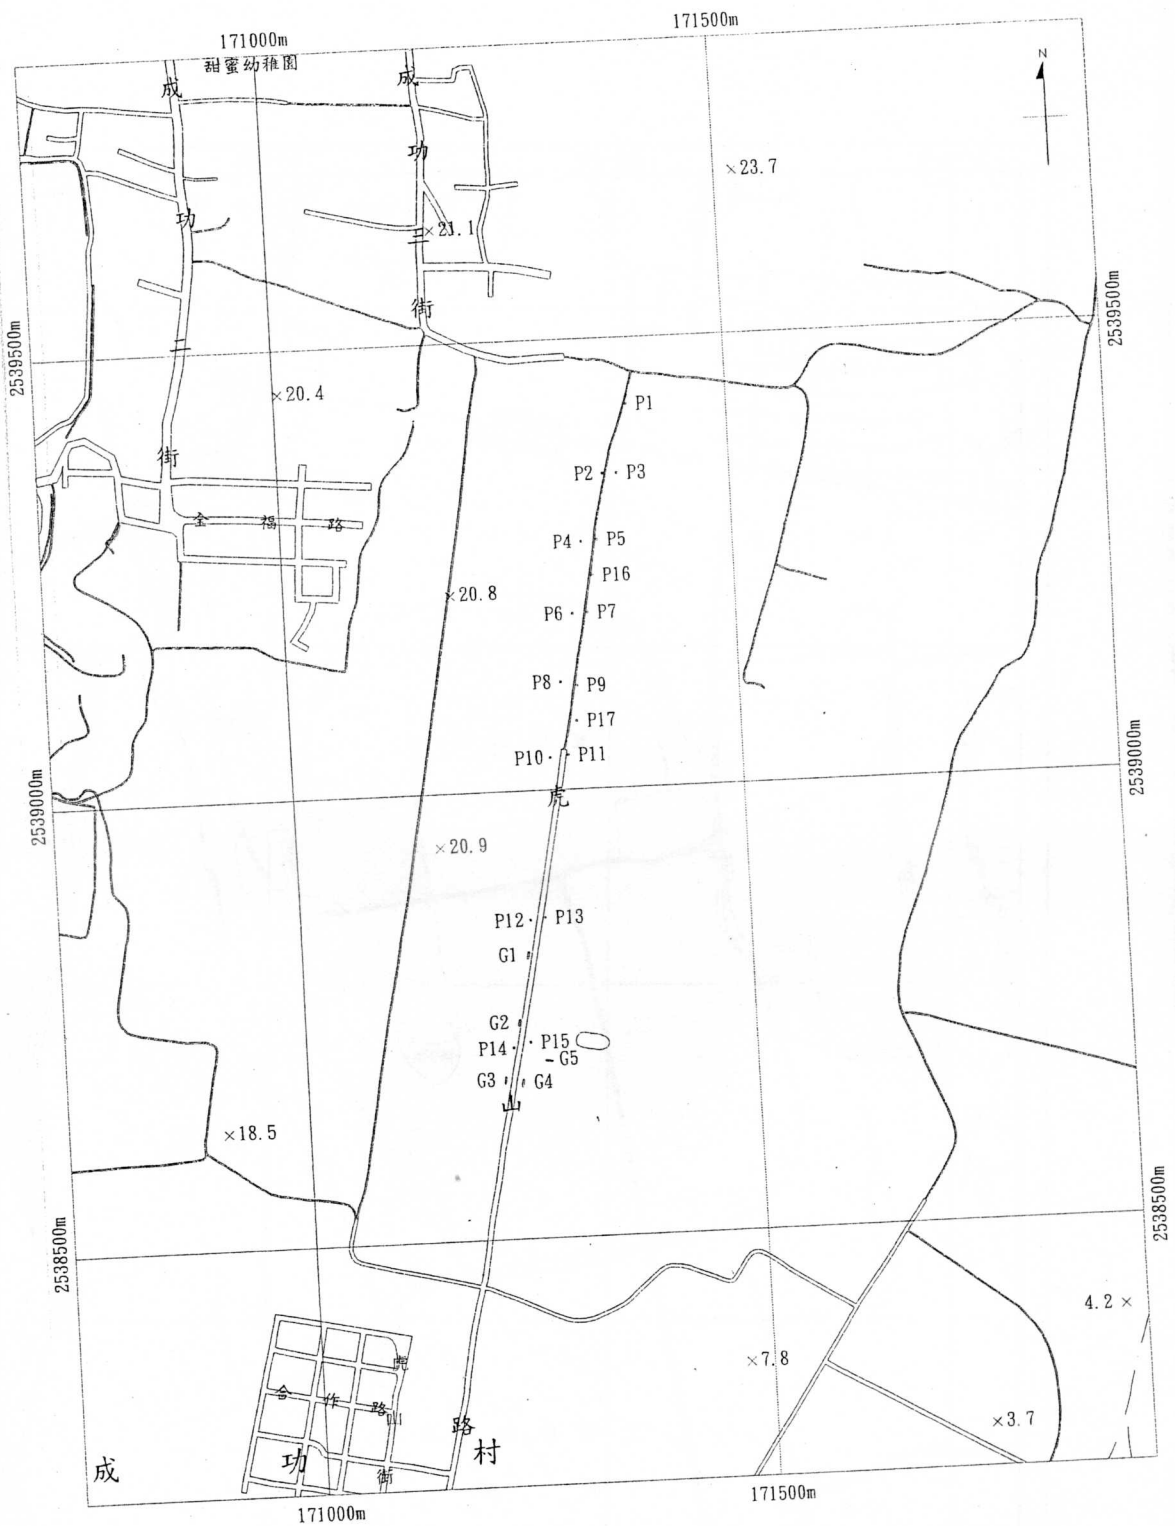 171000m
171500m
甜蜜幼稚園
成
功
二
街
成
功
三
街
N
×23.7
×21.1
2539500m
2539500m
×20.4
P1
P2 P3
全福路
P4 P5
P16
×20.8
P6 P7
P8 P9
P17
P10 P11
2539000m
2539000m
虎
×20.9
P12 P13
G1
G2
P14 P15
G5
G3 G4
山
×18.5
2538500m
2538500m
4.2×
×7.8
×3.7
虎
合作路
山
街
路
成功村
171000m
171500m